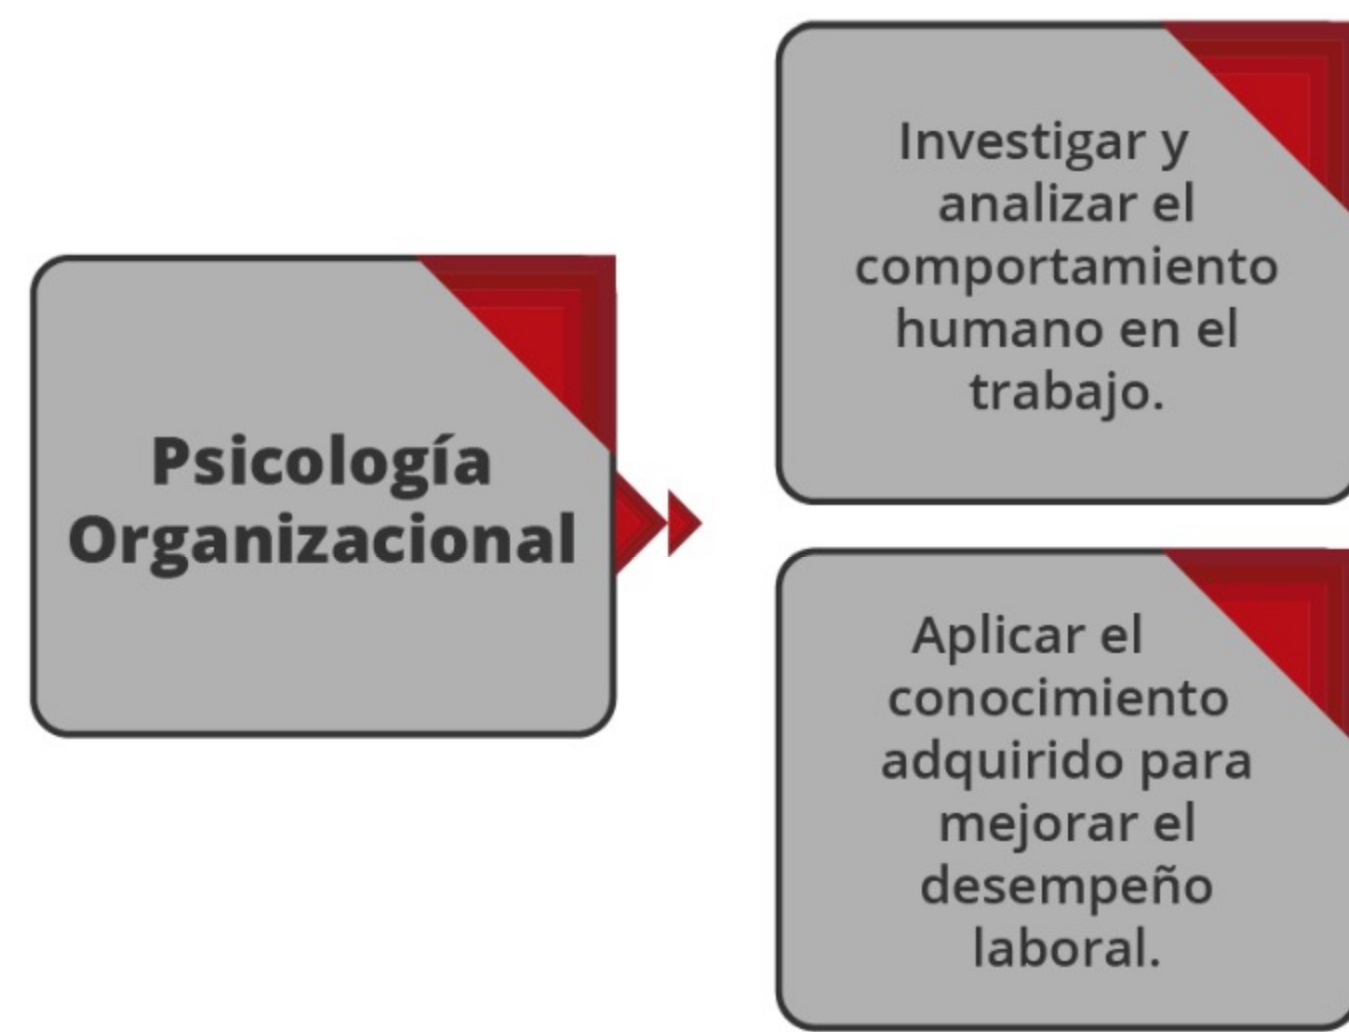 Psicología
Organizacional
Investigar y
analizar el
comportamiento
humano en el
trabajo.
Aplicar el
conocimiento
adquirido para
mejorar el
desempeño
laboral.